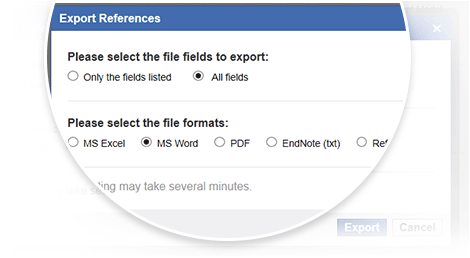 Export References
Please select the file fields to export:
Only the fields listed All fields
Please select the file formats:
MS Excel MS Word PDF EndNote (txt)
may take several minutes.
Export Cancel